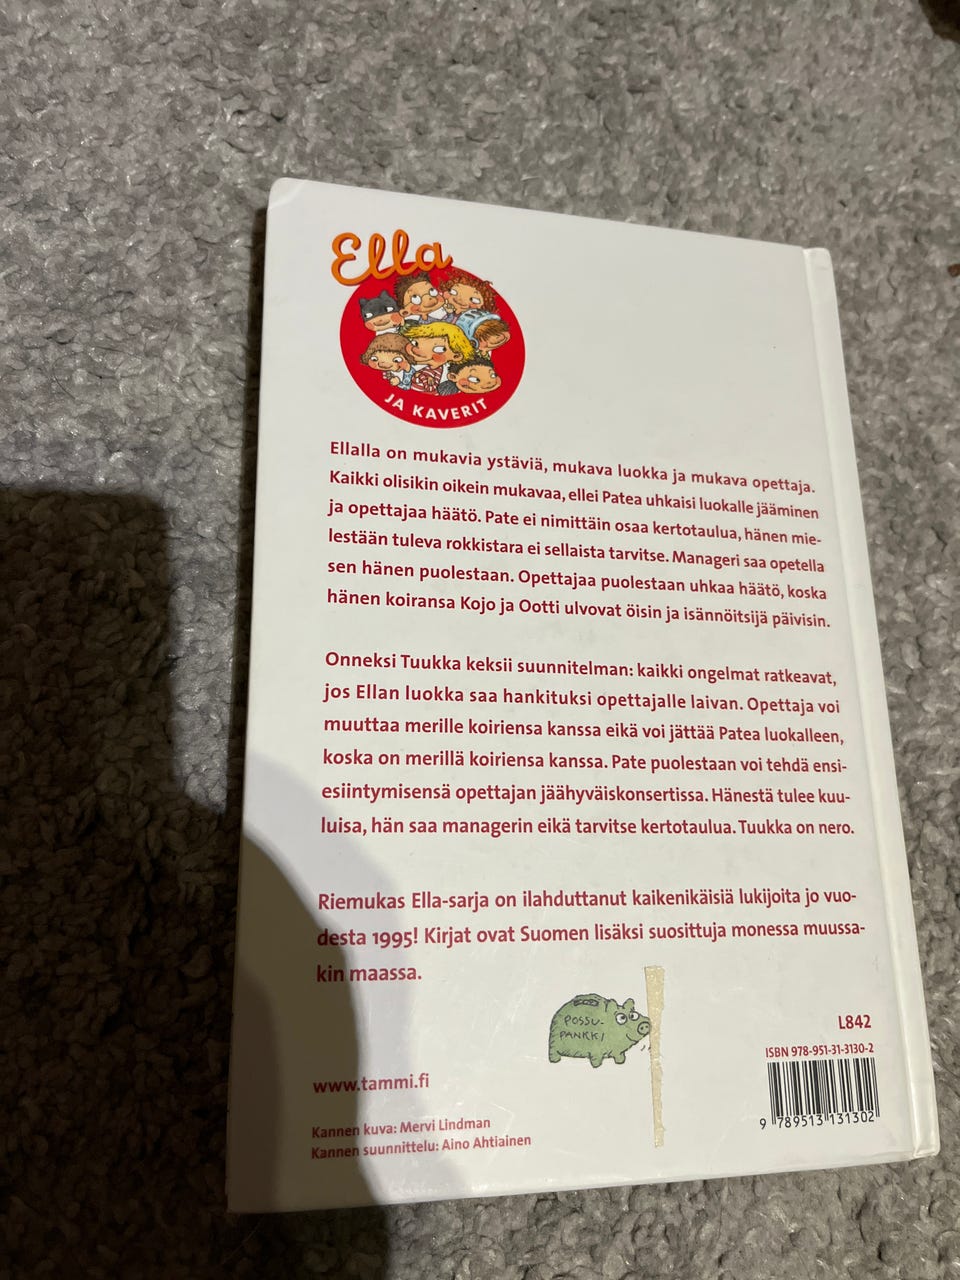 Ella
JA KAVERIT
Ellalla on mukavia ystäviä, mukava luokka ja mukava opettaja.
Kaikki olisikin oikein mukavaa, ellei Patea uhkaisi luokalle jääminen
ja opettajaa häätö. Pate ei nimittäin osaa kertotaulua, hänen mie-
lestään tuleva rokkistara ei sellaista tarvitse. Manageri saa opetella
sen hänen puolestaan. Opettajaa puolestaan uhkaa häätö, koska
hänen koiransa Kojo ja Ootti ulvovat öisin ja isännöitsijä päivisin.
Onneksi Tuukka keksii suunnitelman: kaikki ongelmat ratkeavat,
jos Ellan luokka saa hankituksi opettajalle laivan. Opettaja voi
muuttaa merille koiriensa kanssa eikä voi jättää Patea luokalleen,
koska on merillä koiriensa kanssa. Pate puolestaan voi tehdä ensi-
esiintymisensä opettajan jäähyväiskonsertissa. Hänestä tulee kuu-
luisa, hän saa managerin eikä tarvitse kertotaulua. Tuukka on nero.
Riemukas Ella-sarja on ilahduttanut kaikenikäisiä lukijoita jo vuo-
desta 1995! Kirjat ovat Suomen lisäksi suosittuja monessa muussa-
kin maassa.
POSSU-
PANKKI
L842
ISBN 978-951-31-3130-2
www.tammi.fi
9 789513 131302
Kannen kuva: Mervi Lindman
Kannen suunnittelu: Aino Ahtiainen